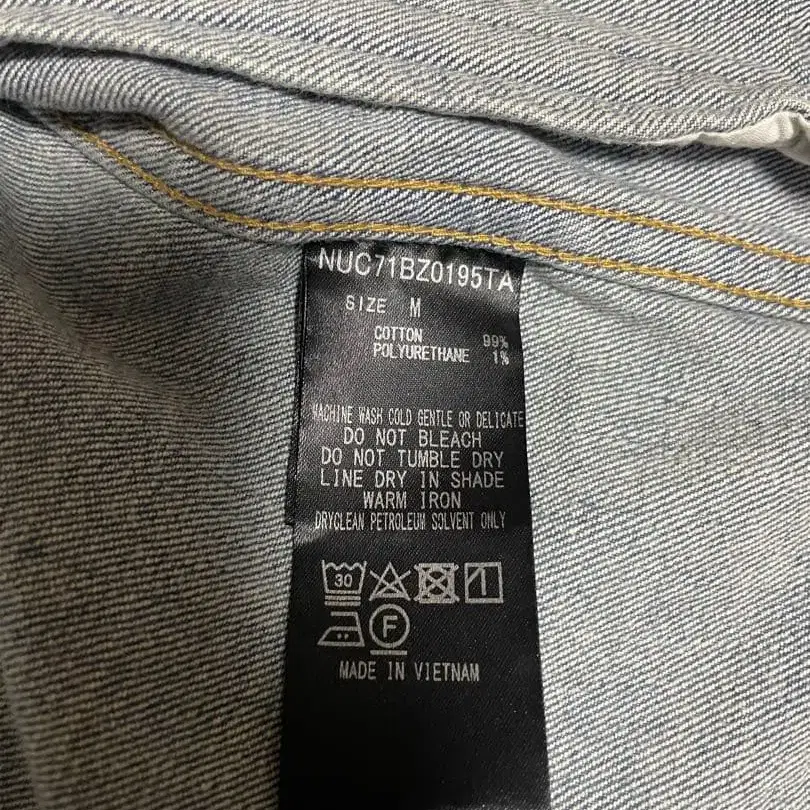 NUC71BZ0195TA
SIZE M
COTTON 99%
POLYURETHANE 1%
MACHINE WASH COLD GENTLE OR DELICATE
DO NOT BLEACH
DO NOT TUMBLE DRY
LINE DRY IN SHADE
WARM IRON
DRYCLEAN PETROLEUM SOLVENT ONLY
30
F
MADE IN VIETNAM